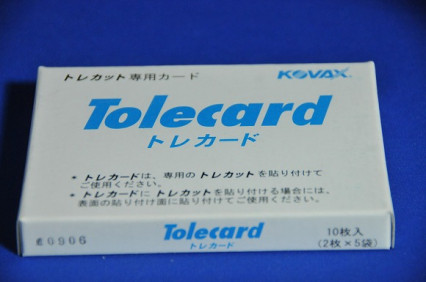 トレカット専用カード
KOVAX
Tolecard
トレカード
* トレカードは、専用のトレカットを貼り付けて
ご使用ください。
* トレカードにトレカットを貼り付ける場合には、
表面の貼り付け面に貼り付けてご使用ください。
Tolecard
トレカード
10枚入
(2枚×5袋)